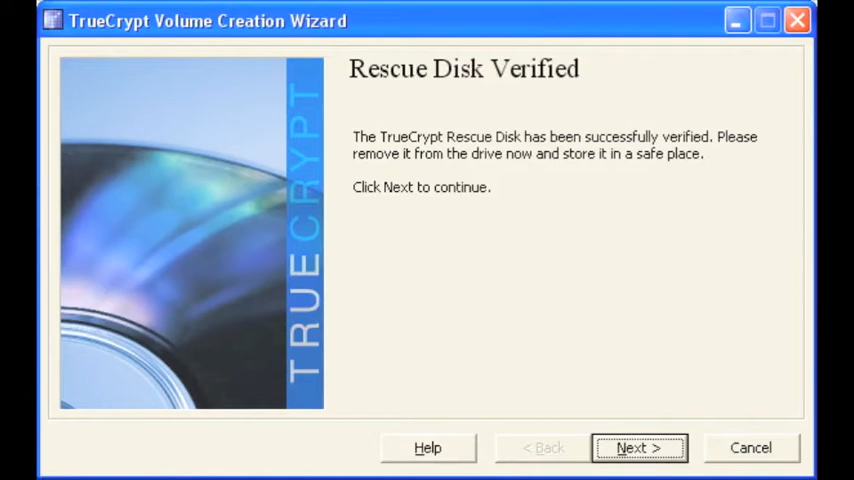 TrueCrypt Volume Creation Wizard
TRUECRYPT
Rescue Disk Verified
The TrueCrypt Rescue Disk has been successfully verified. Please
remove it from the drive now and store it in a safe place.
Click Next to continue.
Help
< Back
Next >
Cancel